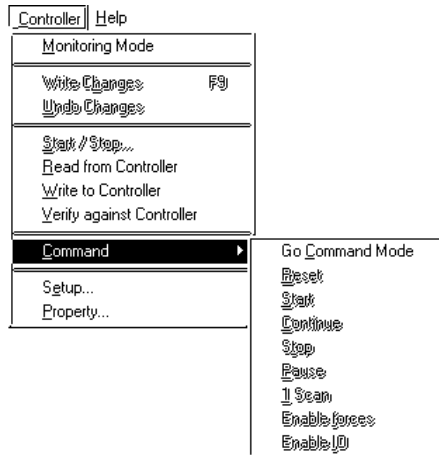 Controller Help
Monitoring Mode
Write Changes F9
Undo Changes
Start / Stop...
Read from Controller
Write to Controller
Verify against Controller
Command
Go Command Mode
Setup...
Reset
Property...
Start
Continue
Stop
Pause
1 Scan
Enable forces
Enable I/O